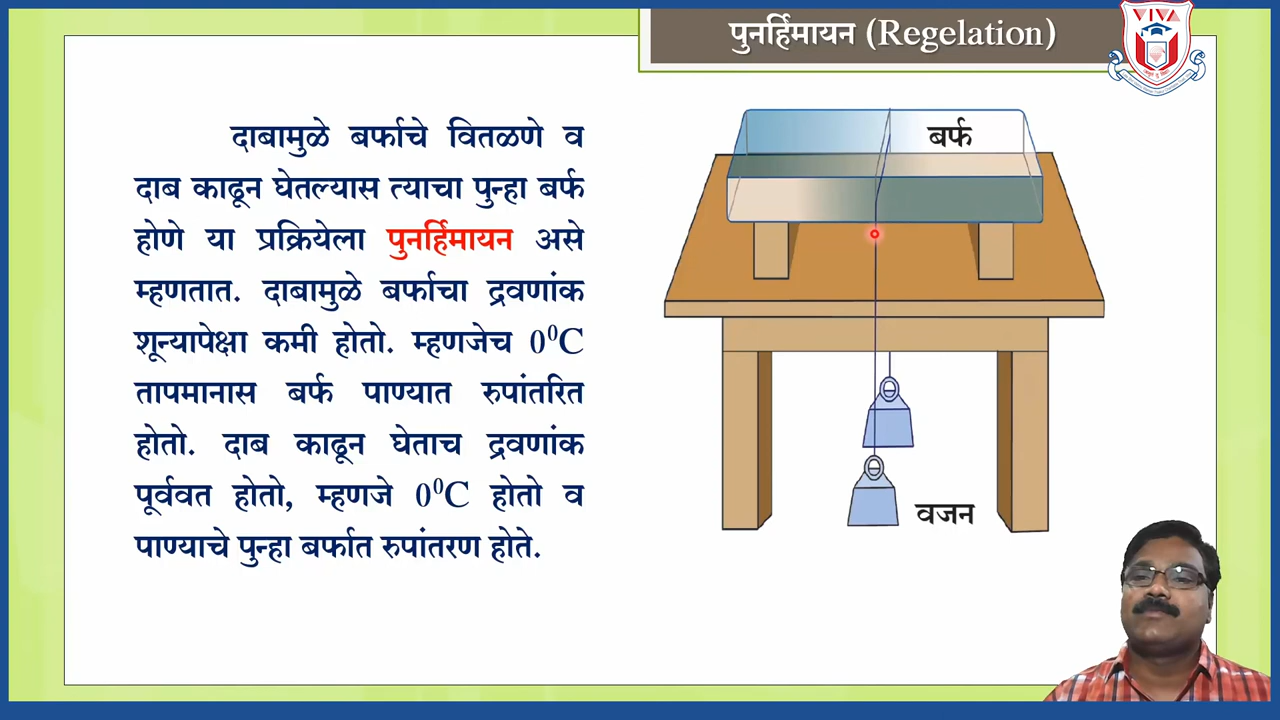 पुनर्हिमायन (Regelation)
VIVA
दाबामुळे बर्फाचे वितळणे व
दाब काढून घेतल्यास त्याचा पुन्हा बर्फ
होणे या प्रक्रियेला पुनर्हिमायन असे
म्हणतात. दाबामुळे बर्फाचा द्रवणांक
शून्यापेक्षा कमी होतो. म्हणजेच 0⁰C
तापमानास बर्फ पाण्यात रुपांतरित
होतो. दाब काढून घेताच द्रवणांक
पूर्ववत होतो, म्हणजे 0⁰C होतो व
पाण्याचे पुन्हा बर्फात रुपांतरण होते.
बर्फ
वजन